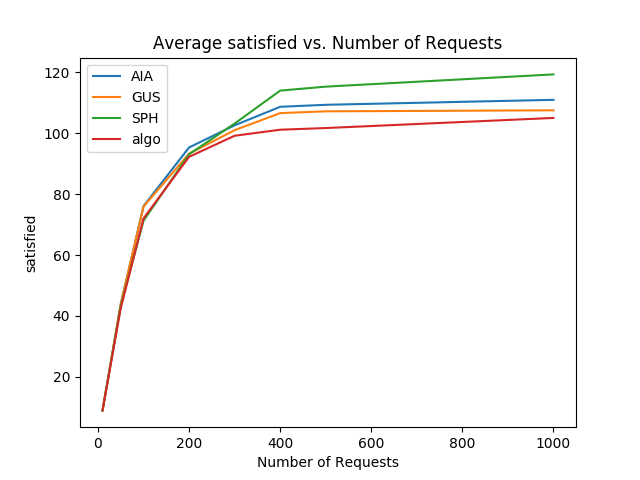 Average satisfied vs. Number of Requests
AIA
GUS
SPH
algo
satisfied
120
100
80
60
40
20
0 200 400 600 800 1000
Number of Requests